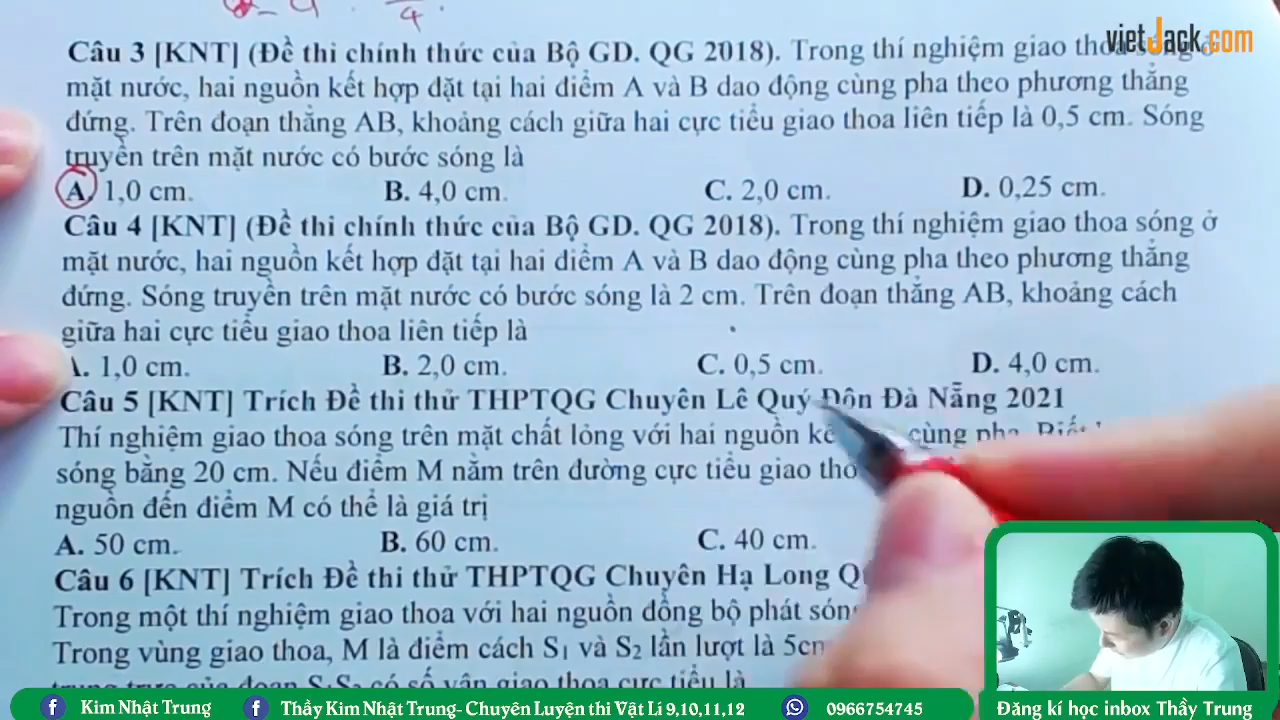 4.
vietJack.com
Câu 3 [KNT] (Đề thi chính thức của Bộ GD. QG 2018). Trong thí nghiệm giao thoa sóng ở
mặt nước, hai nguồn kết hợp đặt tại hai điểm A và B dao động cùng pha theo phương thẳng
đứng. Trên đoạn thẳng AB, khoảng cách giữa hai cực tiểu giao thoa liên tiếp là 0,5 cm. Sóng
truyền trên mặt nước có bước sóng là
A. 1,0 cm. B. 4,0 cm. C. 2,0 cm. D. 0,25 cm.
Câu 4 [KNT] (Đề thi chính thức của Bộ GD. QG 2018). Trong thí nghiệm giao thoa sóng ở
mặt nước, hai nguồn kết hợp đặt tại hai điểm A và B dao động cùng pha theo phương thẳng
đứng. Sóng truyền trên mặt nước có bước sóng là 2 cm. Trên đoạn thẳng AB, khoảng cách
giữa hai cực tiểu giao thoa liên tiếp là
A. 1,0 cm. B. 2,0 cm. C. 0,5 cm. D. 4,0 cm.
Câu 5 [KNT] Trích Đề thi thử THPTQG Chuyên Lê Quý Đôn Đà Nẵng 2021
Thí nghiệm giao thoa sóng trên mặt chất lỏng với hai nguồn cùng pha.
sóng bằng 20 cm. Nếu điểm M nằm trên đường cực tiểu giao
nguồn đến điểm M có thể là giá trị
A. 50 cm. B. 60 cm. C. 40 cm.
Câu 6 [KNT] Trích Đề thi thử THPTQG Chuyên Hạ Long
Trong một thí nghiệm giao thoa với hai nguồn đồng bộ phát
Trong vùng giao thoa, M là điểm cách S₁ và S₂ lần lượt là
trung trực của đoạn S₁S₂ có số vân giao thoa cực tiểu là
Kim Nhật Trung Thầy Kim Nhật Trung- Chuyên Luyện thi Vật Lí 9,10,11,12 0966754745 Đăng kí học inbox Thầy Trung